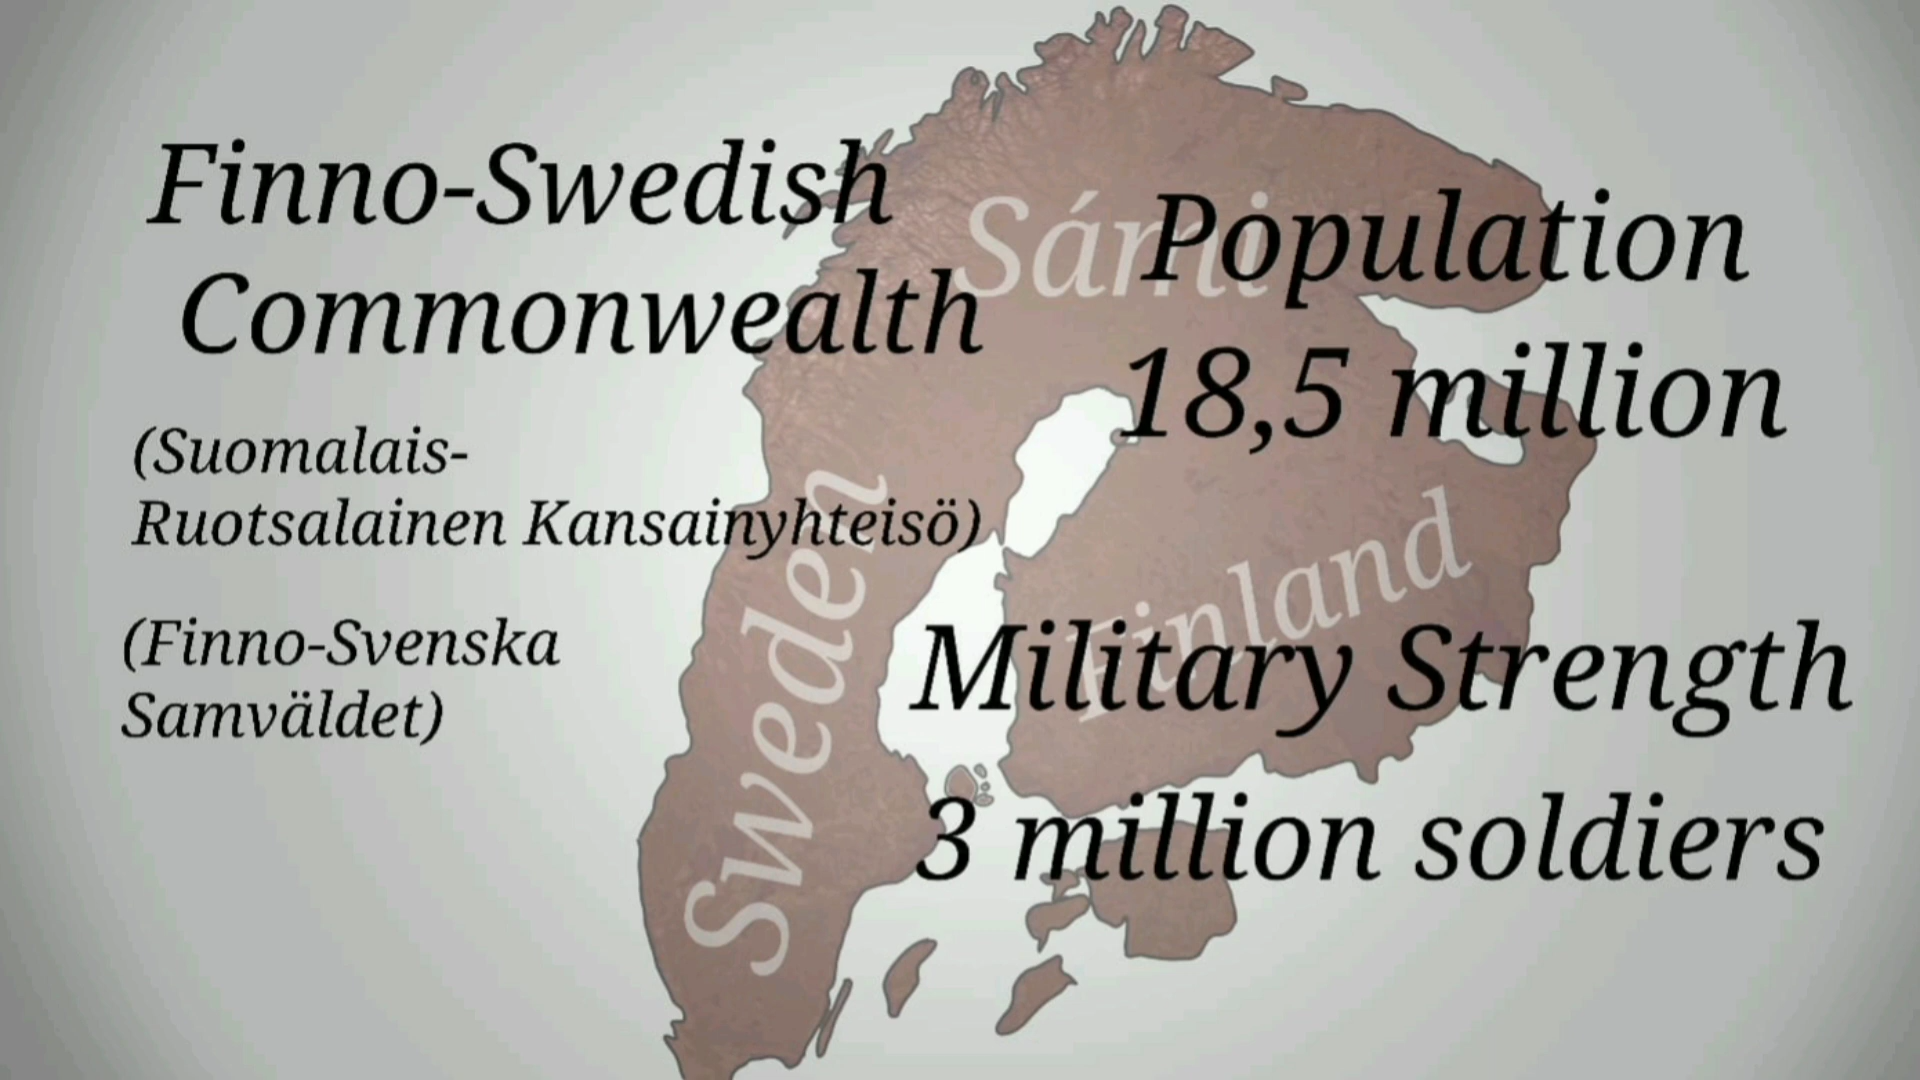 Finno-Swedish
Commonwealth
(Suomalais-
Ruotsalainen Kansainyhteisö)
(Finno-Svenska
Samväldet)
Sámi
Population
18,5 million
Sweden
Finland
Military Strength
3 million soldiers